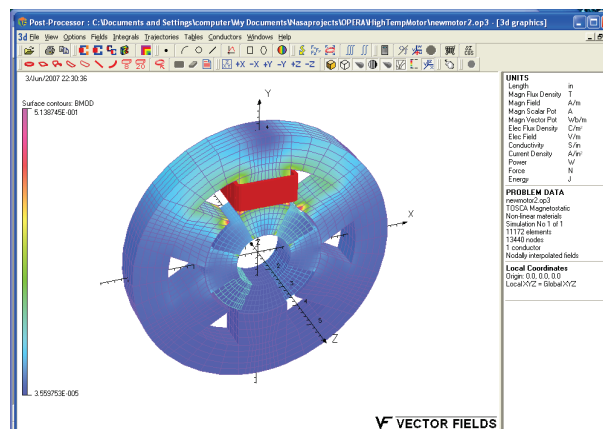 Post-Processor : C:\Documents and Settings\computer\My Documents\Nasaprojects\OPERA\HighTempMotor\newmotor2.op3 - [3d graphics]
3d File View Options Fields Integrals Trajectories Tables Conductors Windows Help
+X -X +Y -Y +Z -Z
3/Jun/2007 22:30:36
Surface contours: BMOD
5.138745E-001
3.559753E-005
Y
X
Z
UNITS
Length in
Magn Flux Density T
Magn Field A/m
Magn Scalar Pot A
Magn Vector Pot Wb/m
Elec Flux Density C/m²
Elec Field V/m
Conductivity S/in
Current Density A/in²
Power W
Force N
Energy J
PROBLEM DATA
newmotor2.op3
TOSCA Magnetostatic
Non-linear materials
Simulation No 1 of 1
11172 elements
13440 nodes
1 conductor
Nodally interpolated fields
Local Coordinates
Origin: 0.0, 0.0, 0.0
Local XYZ = Global XYZ
VF VECTOR FIELDS